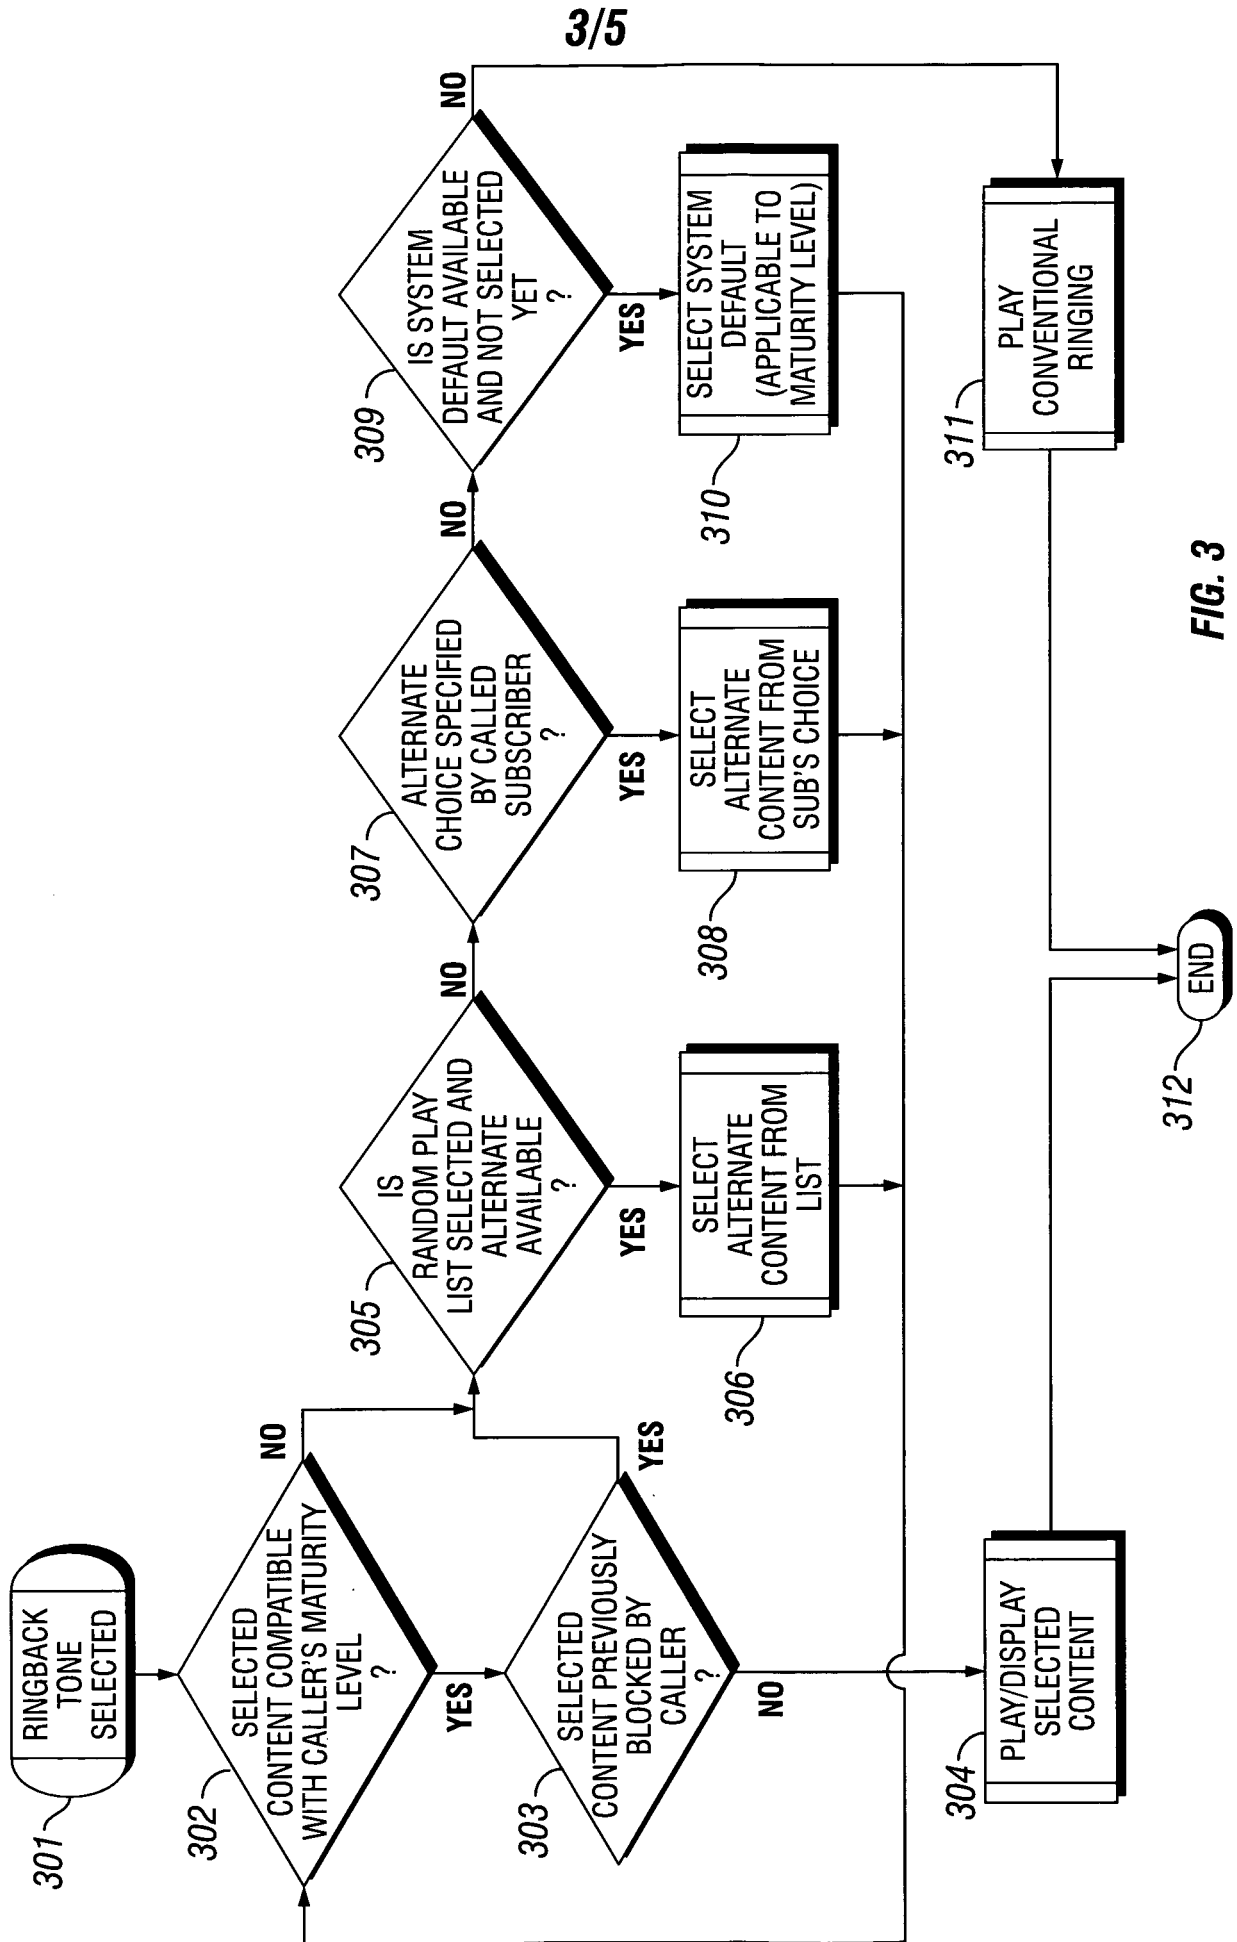 3/5
RINGBACK
TONE
SELECTED
301
SELECTED
CONTENT COMPATIBLE
WITH CALLER'S MATURITY
LEVEL
?
302
NO
YES
SELECTED
CONTENT PREVIOUSLY
BLOCKED BY
CALLER
?
303
YES
NO
PLAY/DISPLAY
SELECTED
CONTENT
304
IS
RANDOM PLAY
LIST SELECTED AND
ALTERNATE
AVAILABLE
?
305
NO
YES
SELECT
ALTERNATE
CONTENT FROM
LIST
306
ALTERNATE
CHOICE SPECIFIED
BY CALLED
SUBSCRIBER
?
307
NO
YES
SELECT
ALTERNATE
CONTENT FROM
SUB'S CHOICE
308
IS SYSTEM
DEFAULT AVAILABLE
AND NOT SELECTED
YET
?
309
NO
YES
SELECT SYSTEM
DEFAULT
(APPLICABLE TO
MATURITY LEVEL)
310
PLAY
CONVENTIONAL
RINGING
311
END
312
FIG. 3